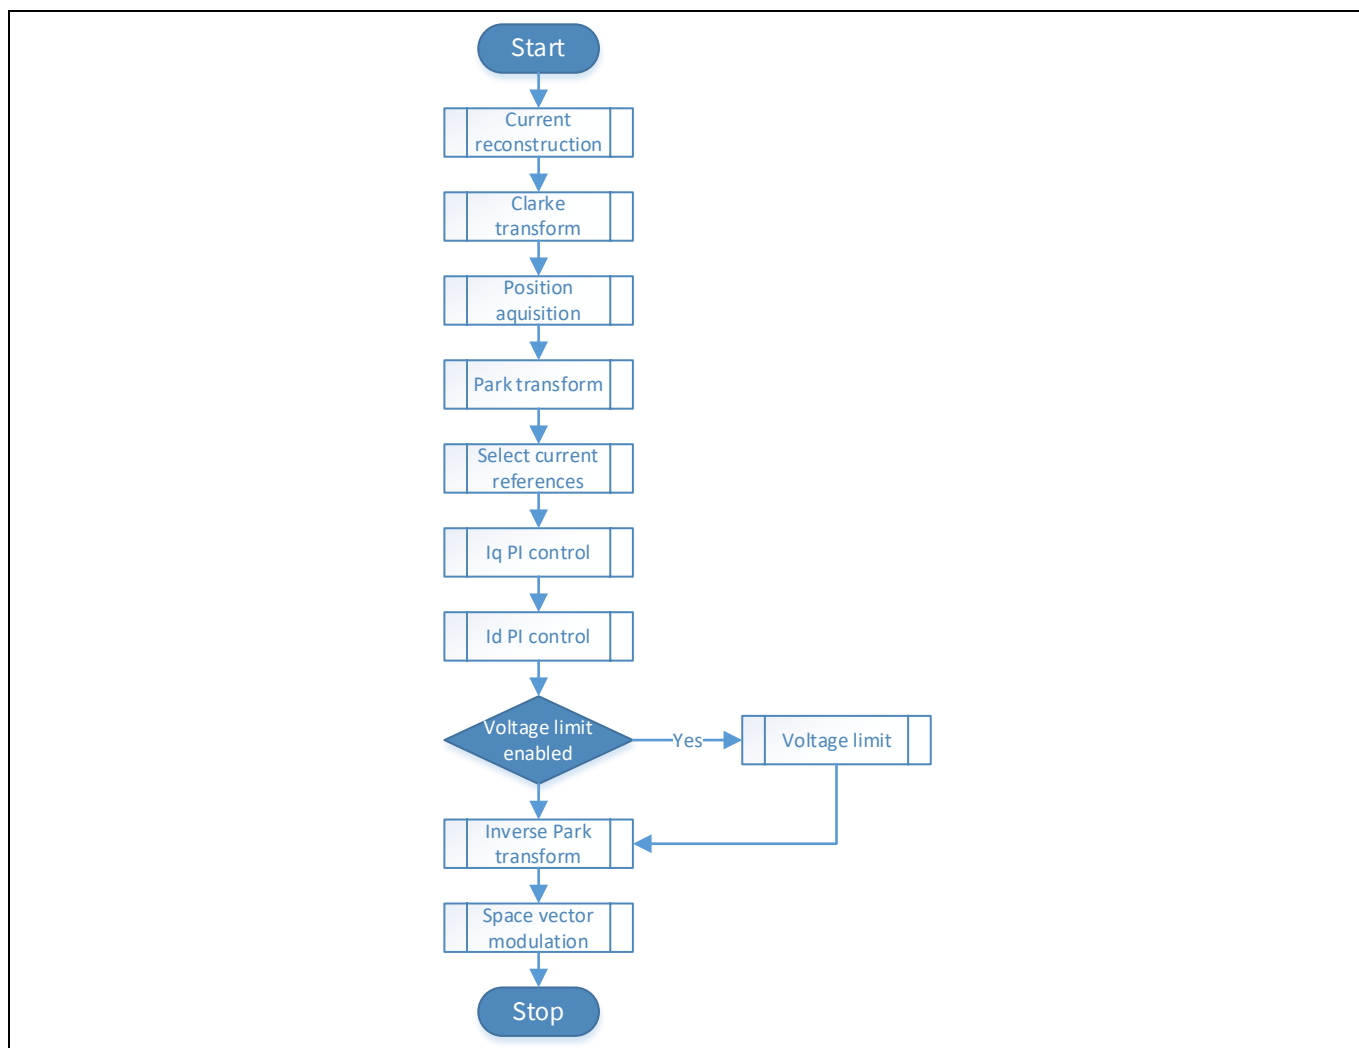 Start
Current
reconstruction
Clarke
transform
Position
aquisition
Park transform
Select current
references
Iq PI control
Id PI control
Voltage limit
enabled
Yes
Voltage limit
Inverse Park
transform
Space vector
modulation
Stop